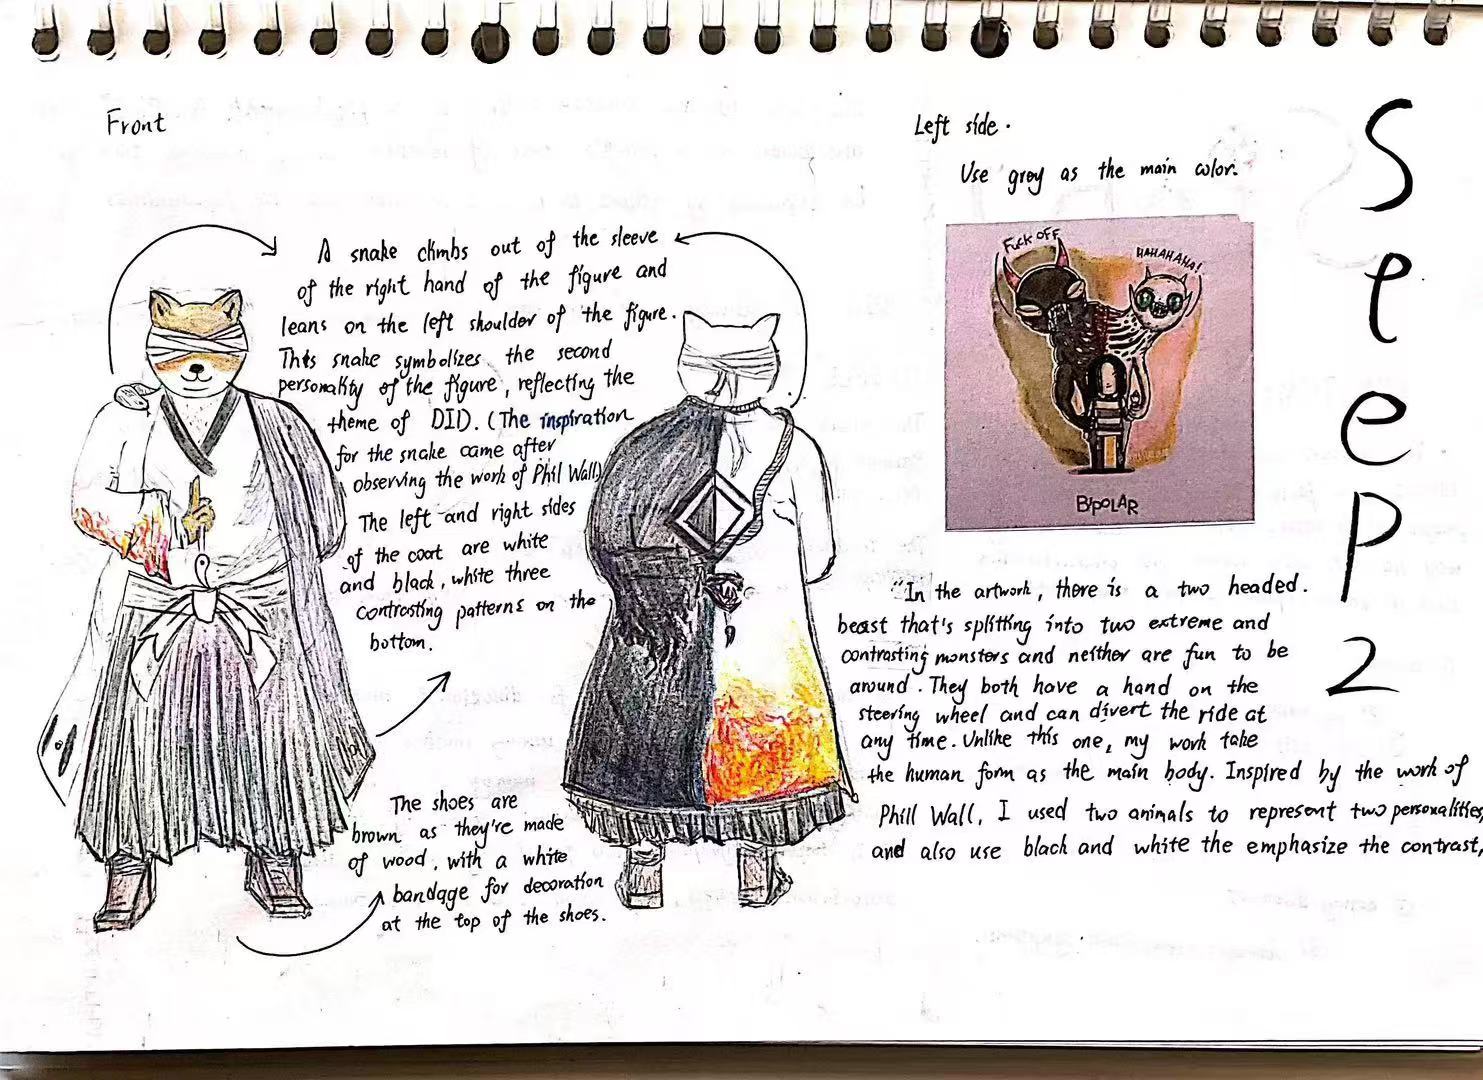 Front
A snake climbs out of the sleeve
of the right hand of the figure and
leans on the left shoulder of the figure.
This snake symbolizes the second
personality of the figure, reflecting the
theme of DID. (The inspiration
for the snake came after
observing the work of Phil Wall)
The left and right sides
of the coat are white
and black, white three
contrasting patterns on the
bottom.
The shoes are
brown as they're made
of wood, with a white
bandage for decoration
at the top of the shoes.
Left side.
Use grey as the main color.
FUCK OFF
HAHAHAHA!
BIPOLAR
"In the artwork, there is a two headed.
beast that's splitting into two extreme and
contrasting monsters and neither are fun to be
around. They both have a hand on the
steering wheel and can divert the ride at
any time. Unlike this one, my work take
the human form as the main body. Inspired by the work of
Phill Wall, I used two animals to represent two personalities,
and also use black and white the emphasize the contrast,
SteP2